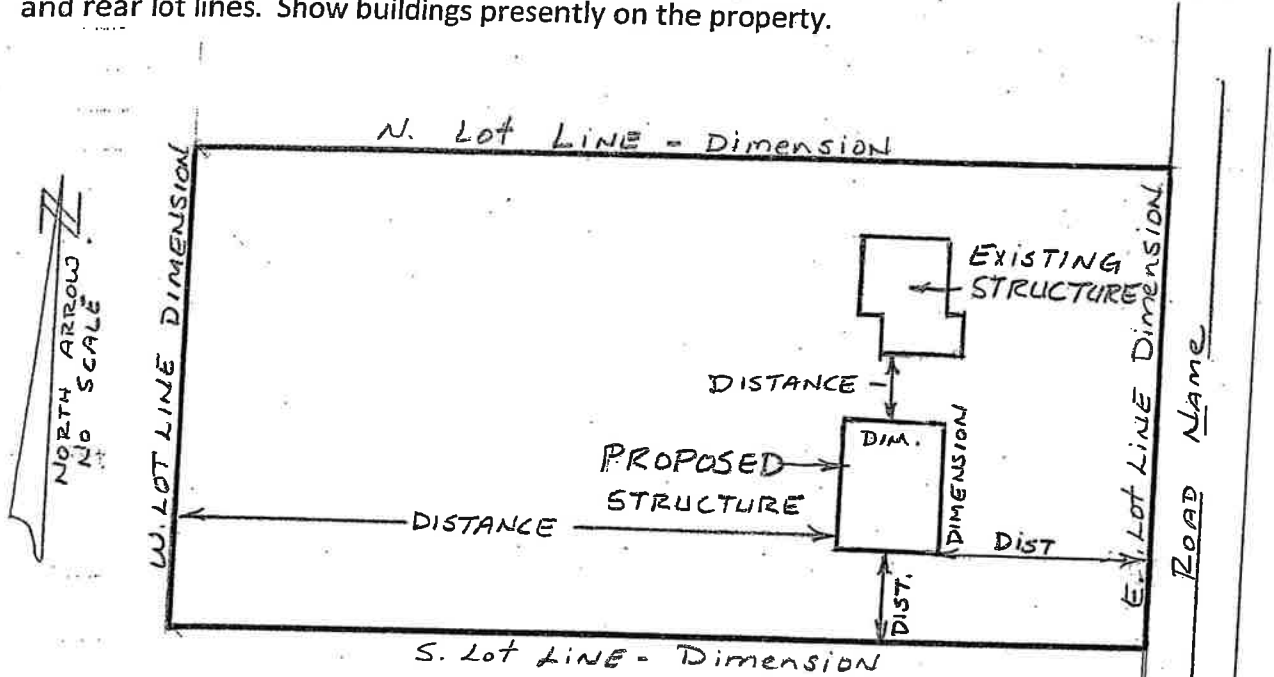 and rear lot lines. Show buildings presently on the property.
N. Lot LiNE - Dimension
W. LOT LINE DIMENSION
NORTH ARROW
NO SCALE.
EXiSTING
STRUCTURE
DISTANCE
DIM.
DIMENSION
PROPOSED
STRUCTURE
DISTANCE
DiST
DIST.
E. Lot LiNE Dimension
ROAD NAme
S. Lot LiNE - Dimension